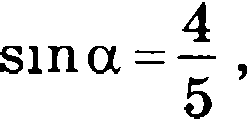 sin α = 4/5 ,